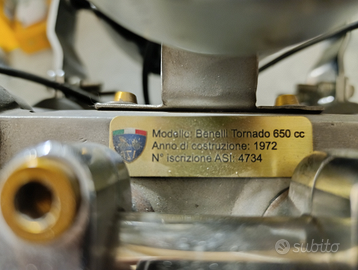 Modello: Benelli Tornado 650 cc
Anno di costruzione: 1972
N° iscrizione ASI: 4734
subito